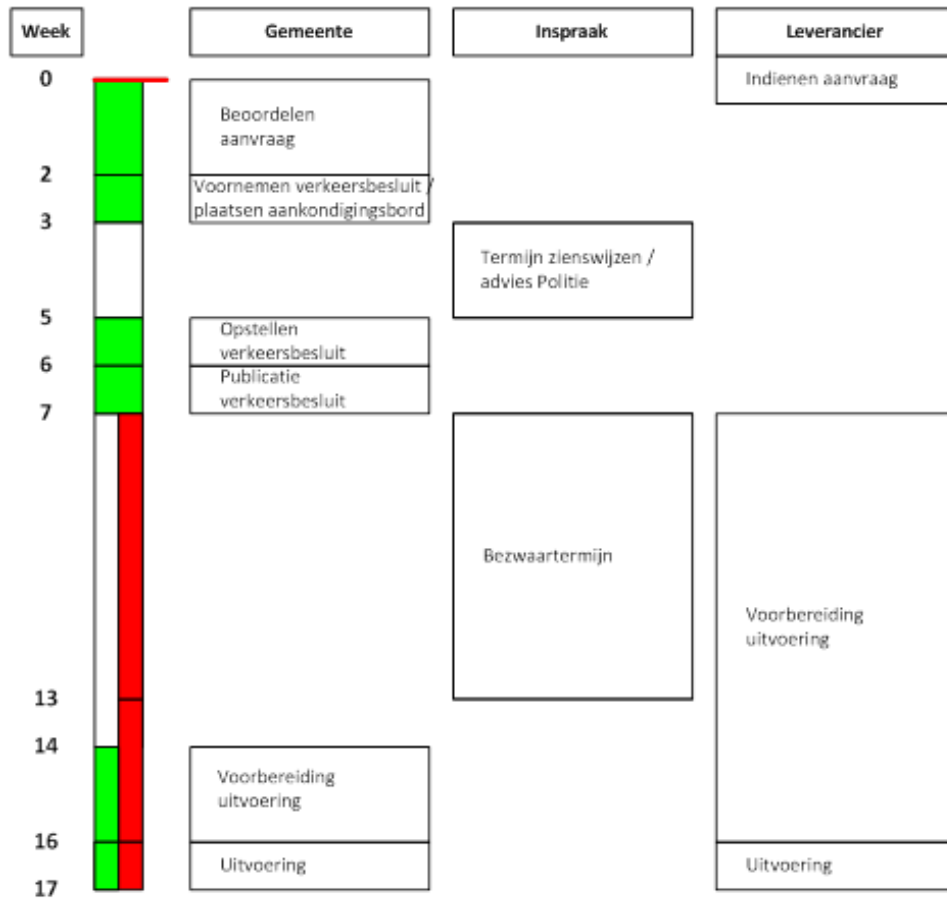 Week
Gemeente
Inspraak
Leverancier
0
Indienen aanvraag
Beoordelen
aanvraag
2
Voornemen verkeersbesluit /
plaatsen aankondigingsbord
3
Termijn zienswijzen /
advies Politie
5
Opstellen
verkeersbesluit
6
Publicatie
verkeersbesluit
7
Bezwaartermijn
Voorbereiding
uitvoering
13
14
Voorbereiding
uitvoering
16
Uitvoering
Uitvoering
17